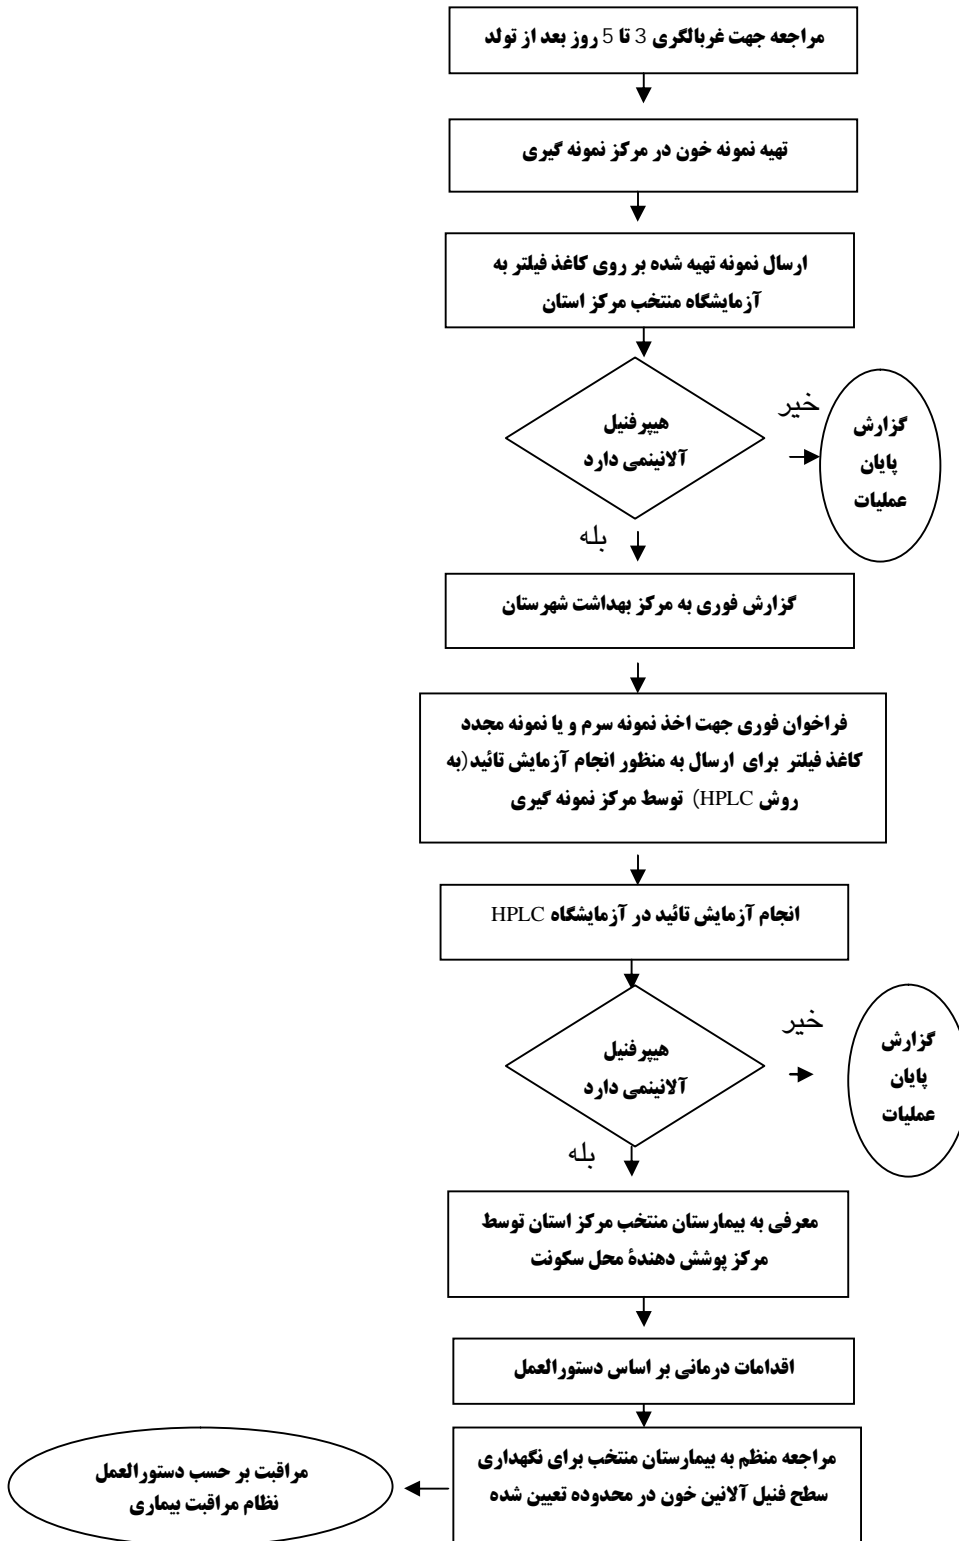 مراجعه جهت غربالگری 3 تا 5 روز بعد از تولد
تهیه نمونه خون در مرکز نمونه گیری
ارسال نمونه تهیه شده بر روی کاغذ فیلتر به
آزمایشگاه منتخب مرکز استان
هیپرفنیل
آلانینمی دارد
خیر
گزارش
پایان
عملیات
بله
گزارش فوری به مرکز بهداشت شهرستان
فراخوان فوری جهت اخذ نمونه سرم و یا نمونه مجدد
کاغذ فیلتر برای ارسال به منظور انجام آزمایش تائید(به
روش HPLC) توسط مرکز نمونه گیری
انجام آزمایش تائید در آزمایشگاه HPLC
هیپرفنیل
آلانینمی دارد
خیر
گزارش
پایان
عملیات
بله
معرفی به بیمارستان منتخب مرکز استان توسط
مرکز پوشش دهندۀ محل سکونت
اقدامات درمانی بر اساس دستورالعمل
مراجعه منظم به بیمارستان منتخب برای نگهداری
سطح فنیل آلانین خون در محدوده تعیین شده
مراقبت بر حسب دستورالعمل
نظام مراقبت بیماری